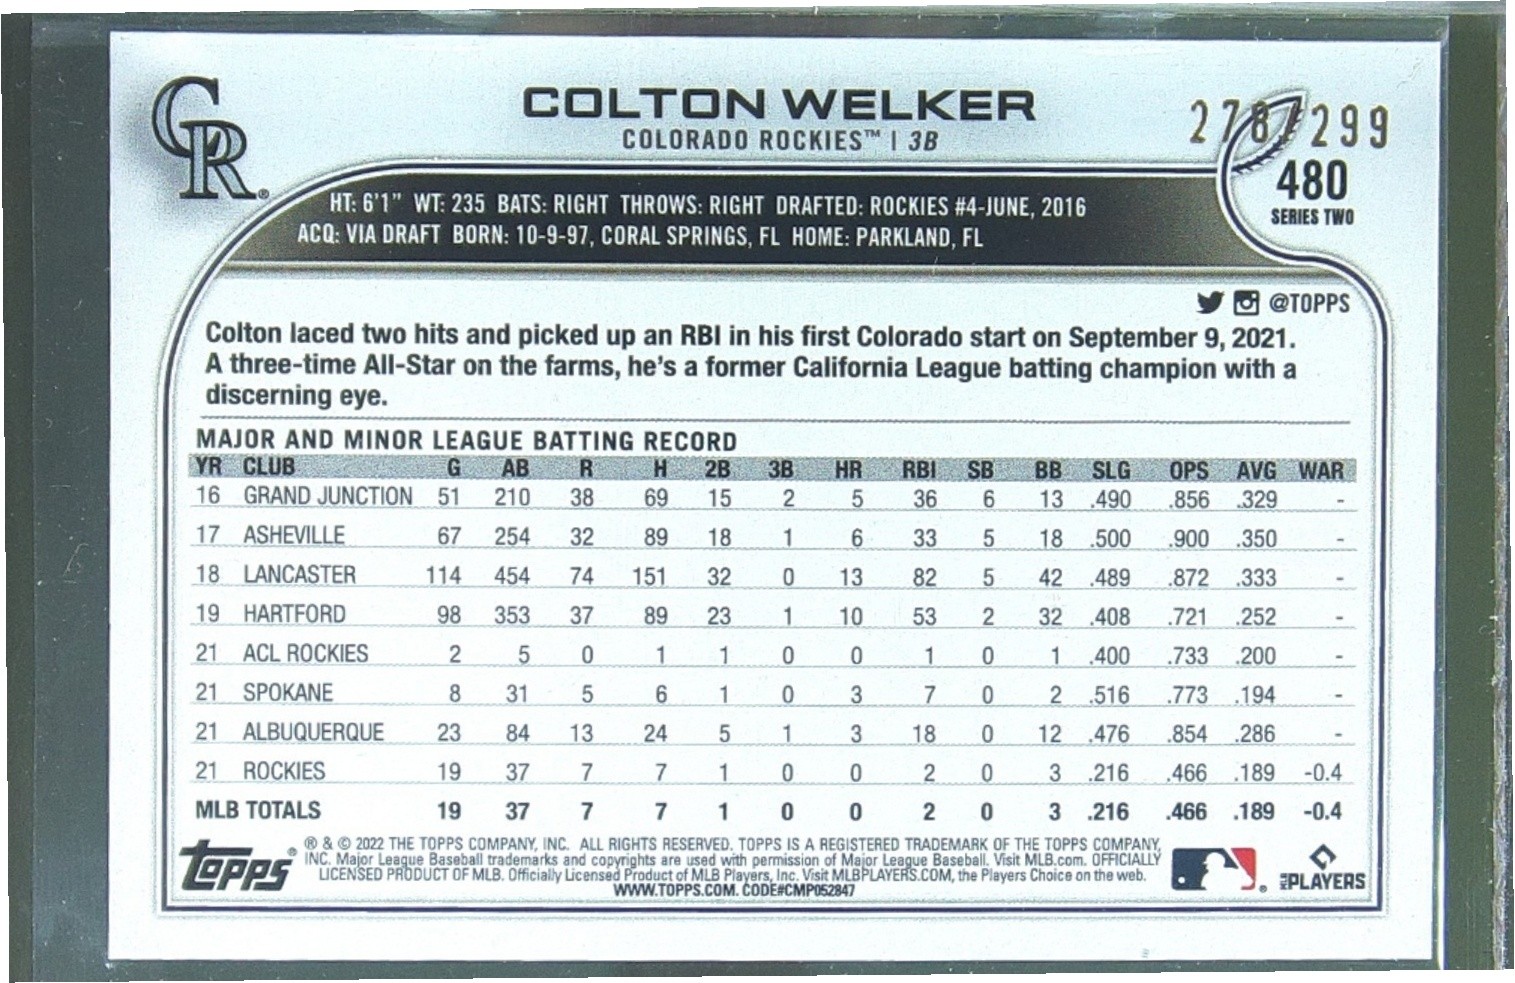 CR®
COLTON WELKER
COLORADO ROCKIES™ | 3B
278/299
480
SERIES TWO
HT: 6'1" WT: 235 BATS: RIGHT THROWS: RIGHT DRAFTED: ROCKIES #4-JUNE, 2016
ACQ: VIA DRAFT BORN: 10-9-97, CORAL SPRINGS, FL HOME: PARKLAND, FL
@TOPPS
Colton laced two hits and picked up an RBI in his first Colorado start on September 9, 2021.
A three-time All-Star on the farms, he's a former California League batting champion with a
discerning eye.
MAJOR AND MINOR LEAGUE BATTING RECORD
YR CLUB G AB R H 2B 3B HR RBI SB BB SLG OPS AVG WAR
16 GRAND JUNCTION 51 210 38 69 15 2 5 36 6 13 .490 .856 .329 -
17 ASHEVILLE 67 254 32 89 18 1 6 33 5 18 .500 .900 .350 -
18 LANCASTER 114 454 74 151 32 0 13 82 5 42 .489 .872 .333 -
19 HARTFORD 98 353 37 89 23 1 10 53 2 32 .408 .721 .252 -
21 ACL ROCKIES 2 5 0 1 1 0 0 1 0 1 .400 .733 .200 -
21 SPOKANE 8 31 5 6 1 0 3 7 0 2 .516 .773 .194 -
21 ALBUQUERQUE 23 84 13 24 5 1 3 18 0 12 .476 .854 .286 -
21 ROCKIES 19 37 7 7 1 0 0 2 0 3 .216 .466 .189 -0.4
MLB TOTALS 19 37 7 7 1 0 0 2 0 3 .216 .466 .189 -0.4
Topps®
® & © 2022 THE TOPPS COMPANY, INC. ALL RIGHTS RESERVED. TOPPS IS A REGISTERED TRADEMARK OF THE TOPPS COMPANY,
INC. Major League Baseball trademarks and copyrights are used with permission of Major League Baseball. Visit MLB.com. OFFICIALLY
LICENSED PRODUCT OF MLB. Officially Licensed Product of MLB Players, Inc. Visit MLBPLAYERS.COM, the Players Choice on the web.
WWW.TOPPS.COM. CODE#CMP052847
MLB PLAYERS